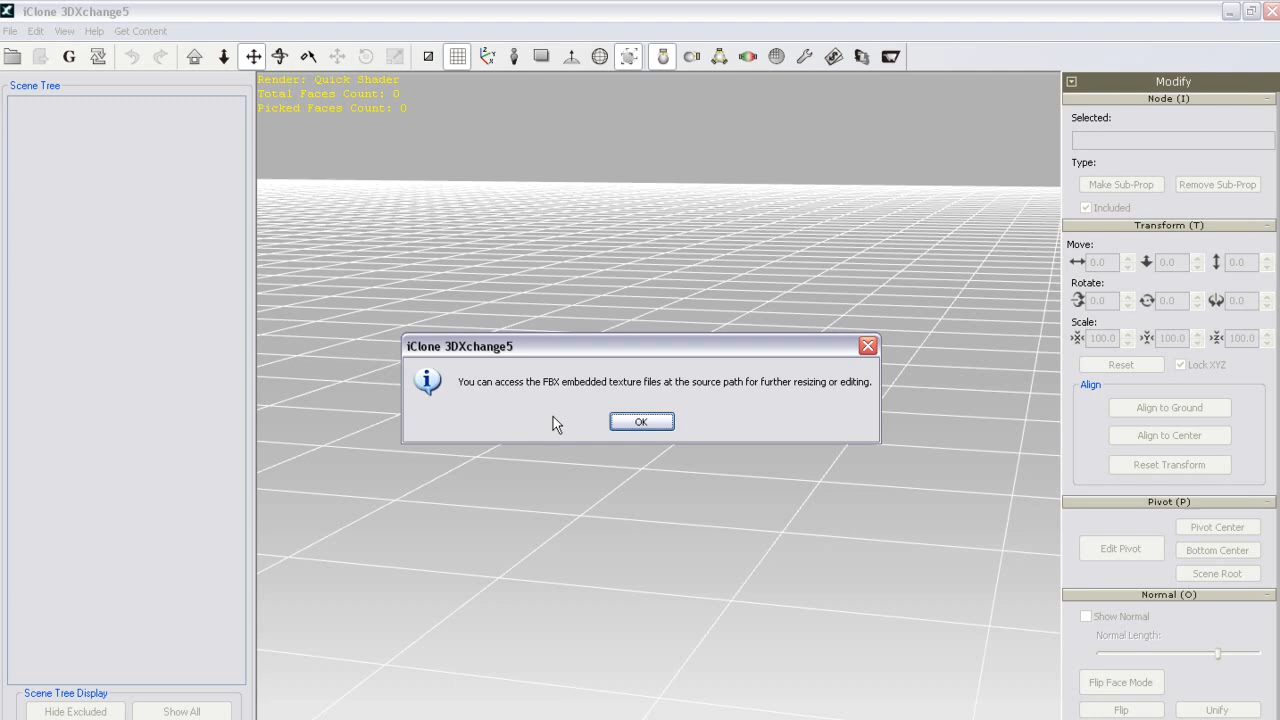 iClone 3DXchange5
File Edit View Help Get Content
G
Scene Tree
Render: Quick Shader
Total Faces Count: 0
Picked Faces Count: 0
iClone 3DXchange5
You can access the FBX embedded texture files at the source path for further resizing or editing.
OK
Scene Tree Display
Hide Excluded Show All
Modify
Node (I)
Selected:
Type:
Make Sub-Prop Remove Sub-Prop
Included
Transform (T)
Move:
0.0 0.0 0.0
Rotate:
0.0 0.0 0.0
Scale:
100.0 100.0 100.0
Reset Lock XYZ
Align
Align to Ground
Align to Center
Reset Transform
Pivot (P)
Pivot Center
Edit Pivot
Bottom Center
Scene Root
Normal (O)
Show Normal
Normal Length:
Flip Face Mode
Flip Unify